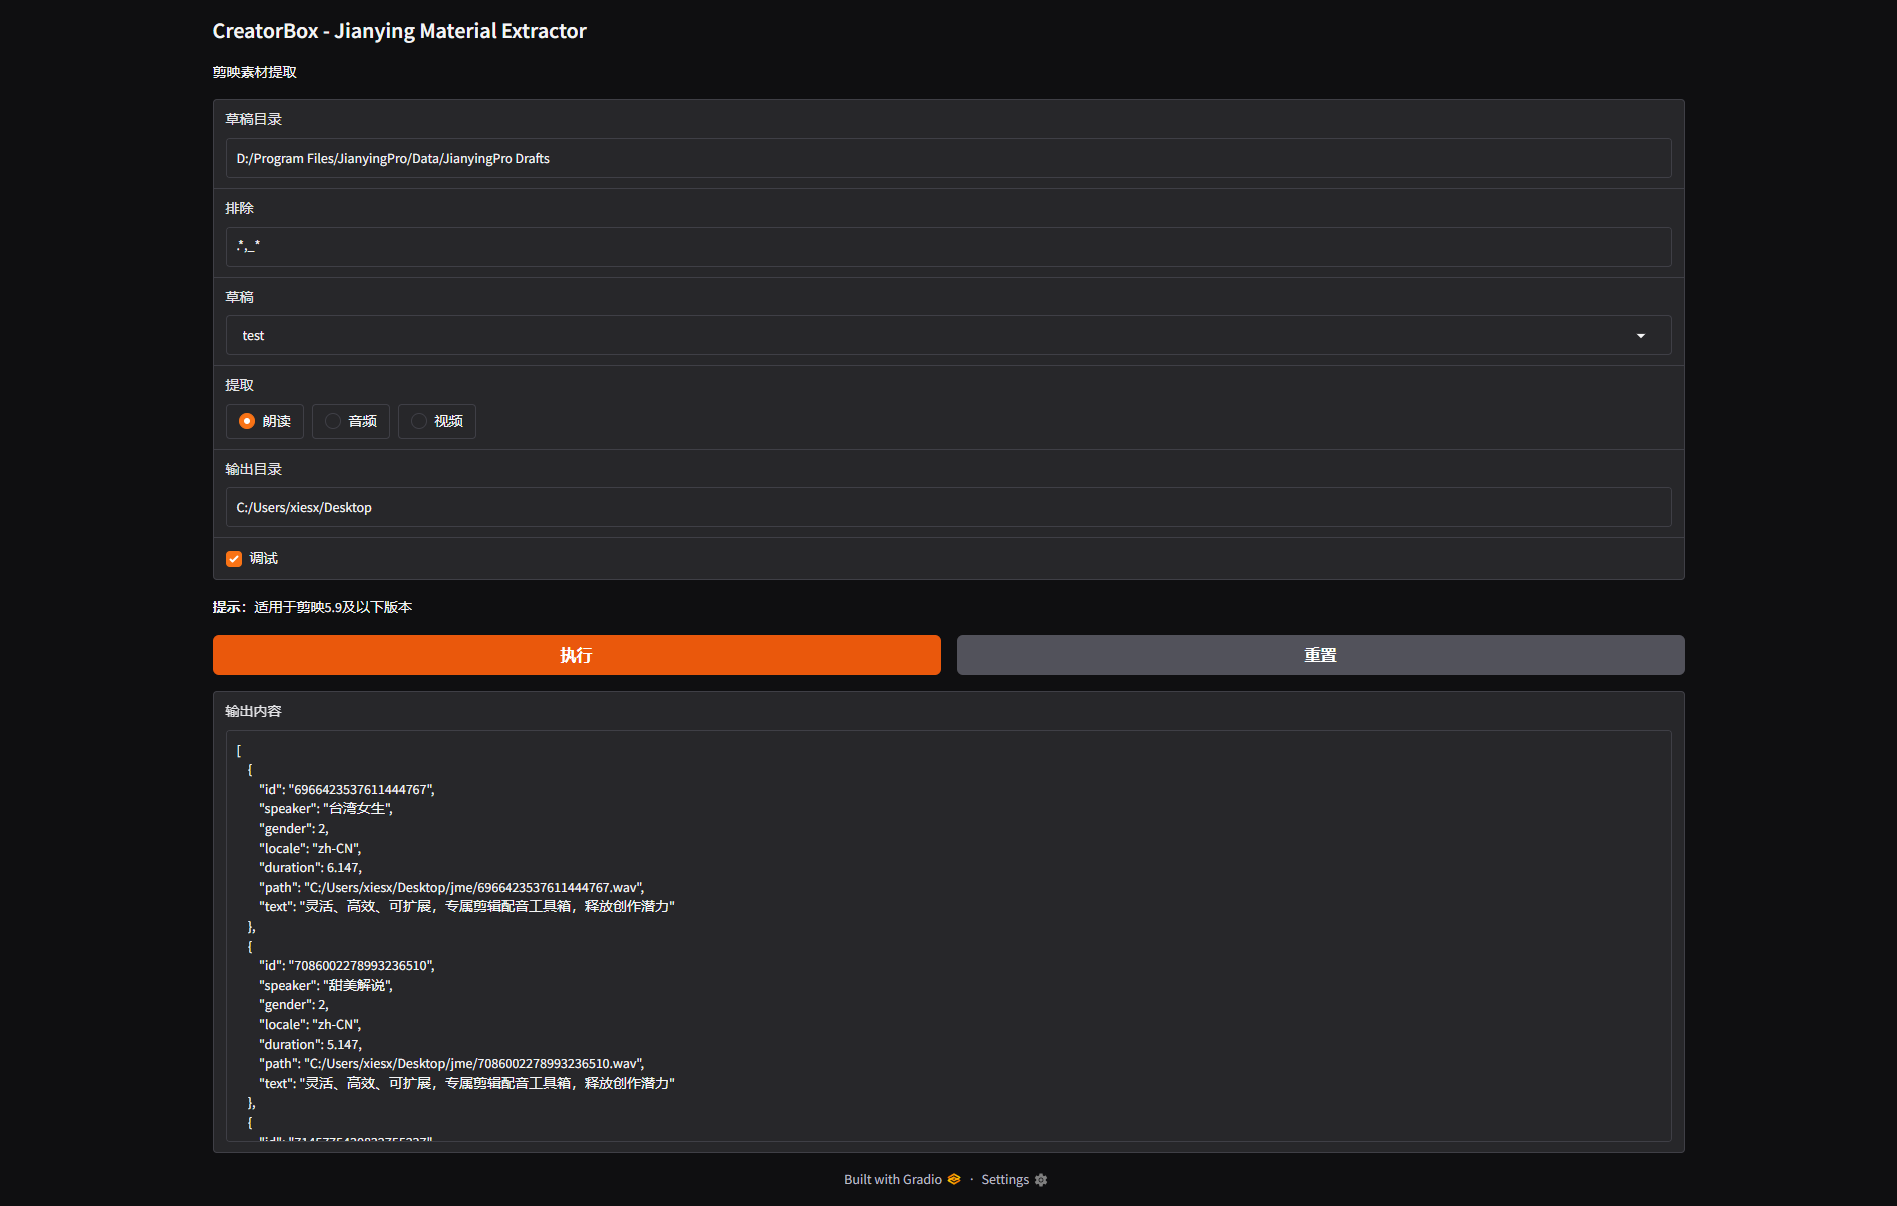 CreatorBox - Jianying Material Extractor
剪映素材提取
草稿目录
D:/Program Files/JianyingPro/Data/JianyingPro Drafts
排除
.*,_*
草稿
test
提取
朗读 音频 视频
输出目录
C:/Users/xiesx/Desktop
调试
提示：适用于剪映5.9及以下版本
执行 重置
输出内容
[
{
"id": "6966423537611444767",
"speaker": "台湾女生",
"gender": 2,
"locale": "zh-CN",
"duration": 6.147,
"path": "C:/Users/xiesx/Desktop/jme/6966423537611444767.wav",
"text": "灵活、高效、可扩展，专属剪辑配音工具箱，释放创作潜力"
},
{
"id": "7086002278993236510",
"speaker": "甜美解说",
"gender": 2,
"locale": "zh-CN",
"duration": 5.147,
"path": "C:/Users/xiesx/Desktop/jme/7086002278993236510.wav",
"text": "灵活、高效、可扩展，专属剪辑配音工具箱，释放创作潜力"
},
{
"id":
Built with Gradio · Settings